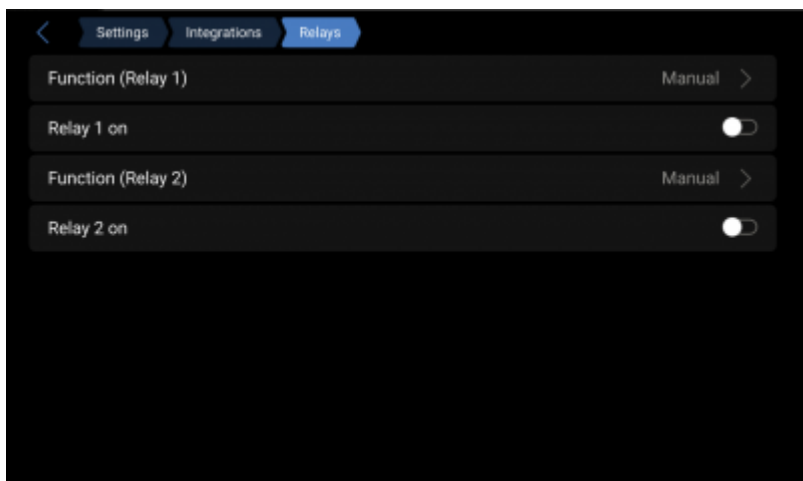 Settings Integrations Relays
Function (Relay 1) Manual
Relay 1 on
Function (Relay 2) Manual
Relay 2 on